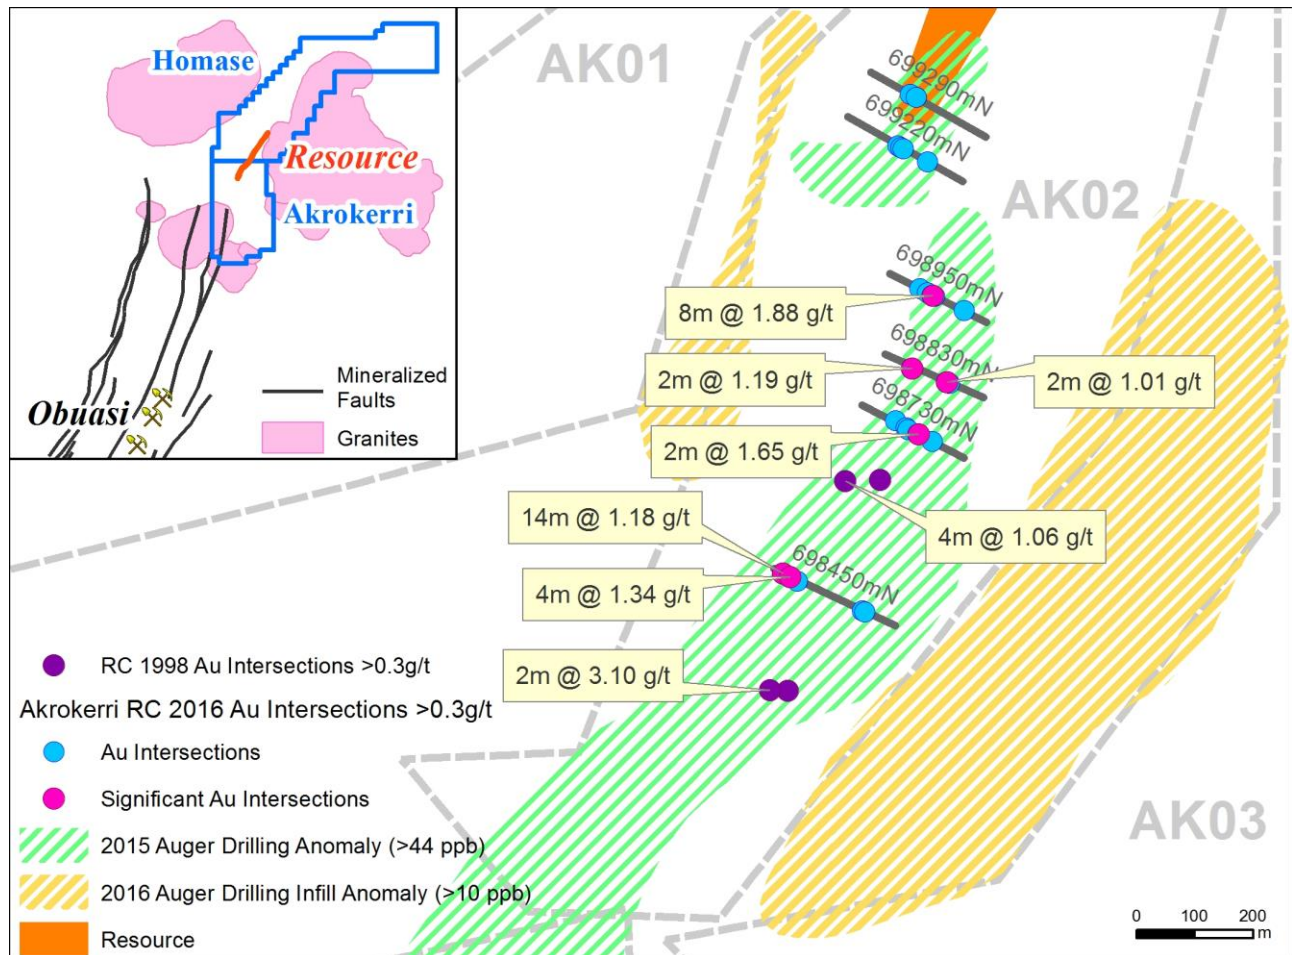 Homase
Resource
Akrokerri
Obuasi
Mineralized
Faults
Granites
AK01
AK02
AK03
699290mN
699220mN
698950mN
8m @ 1.88 g/t
698830mN
2m @ 1.19 g/t
2m @ 1.01 g/t
698730mN
2m @ 1.65 g/t
14m @ 1.18 g/t
4m @ 1.06 g/t
698450mN
4m @ 1.34 g/t
2m @ 3.10 g/t
RC 1998 Au Intersections >0.3g/t
Akrokerri RC 2016 Au Intersections >0.3g/t
Au Intersections
Significant Au Intersections
2015 Auger Drilling Anomaly (>44 ppb)
2016 Auger Drilling Infill Anomaly (>10 ppb)
Resource
0 100 200
m